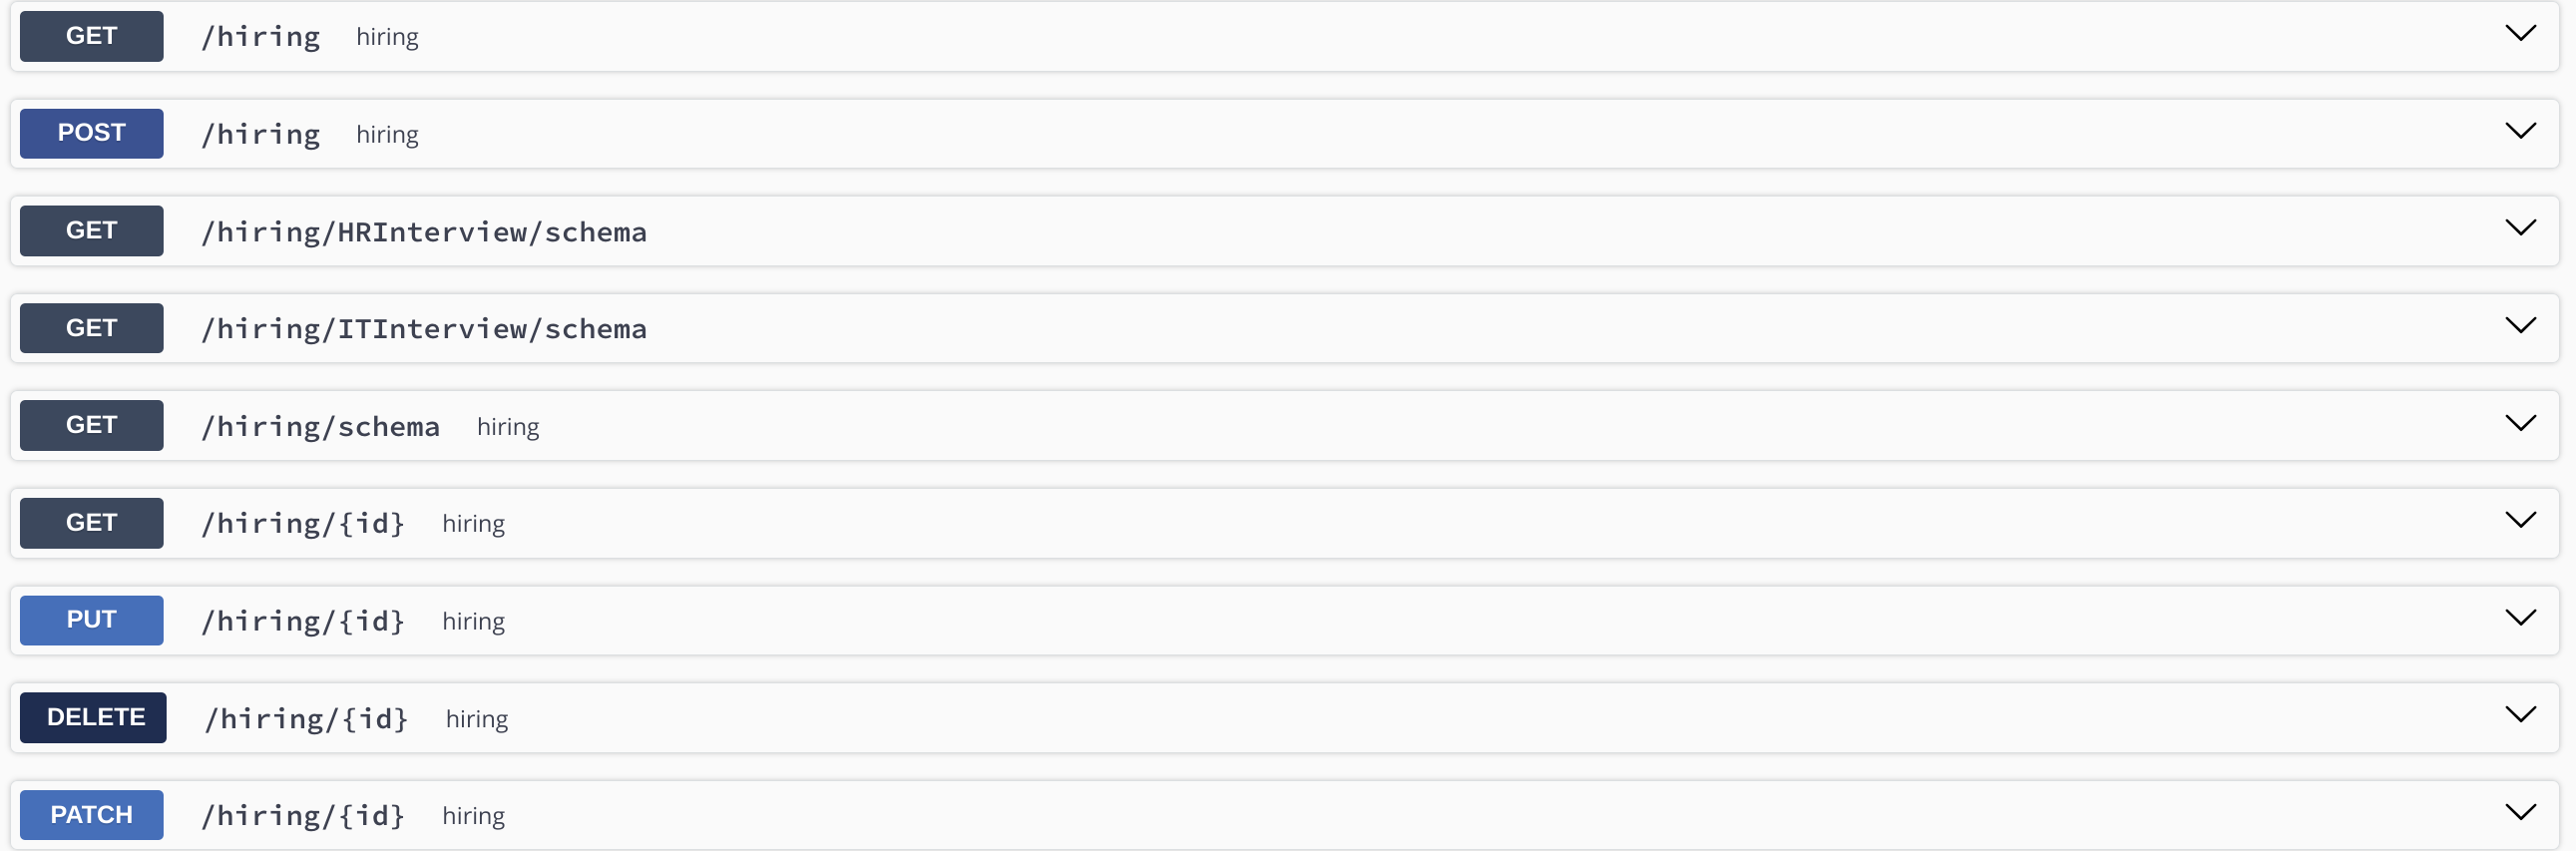 GET /hiring hiring
POST /hiring hiring
GET /hiring/HRInterview/schema
GET /hiring/ITInterview/schema
GET /hiring/schema hiring
GET /hiring/{id} hiring
PUT /hiring/{id} hiring
DELETE /hiring/{id} hiring
PATCH /hiring/{id} hiring